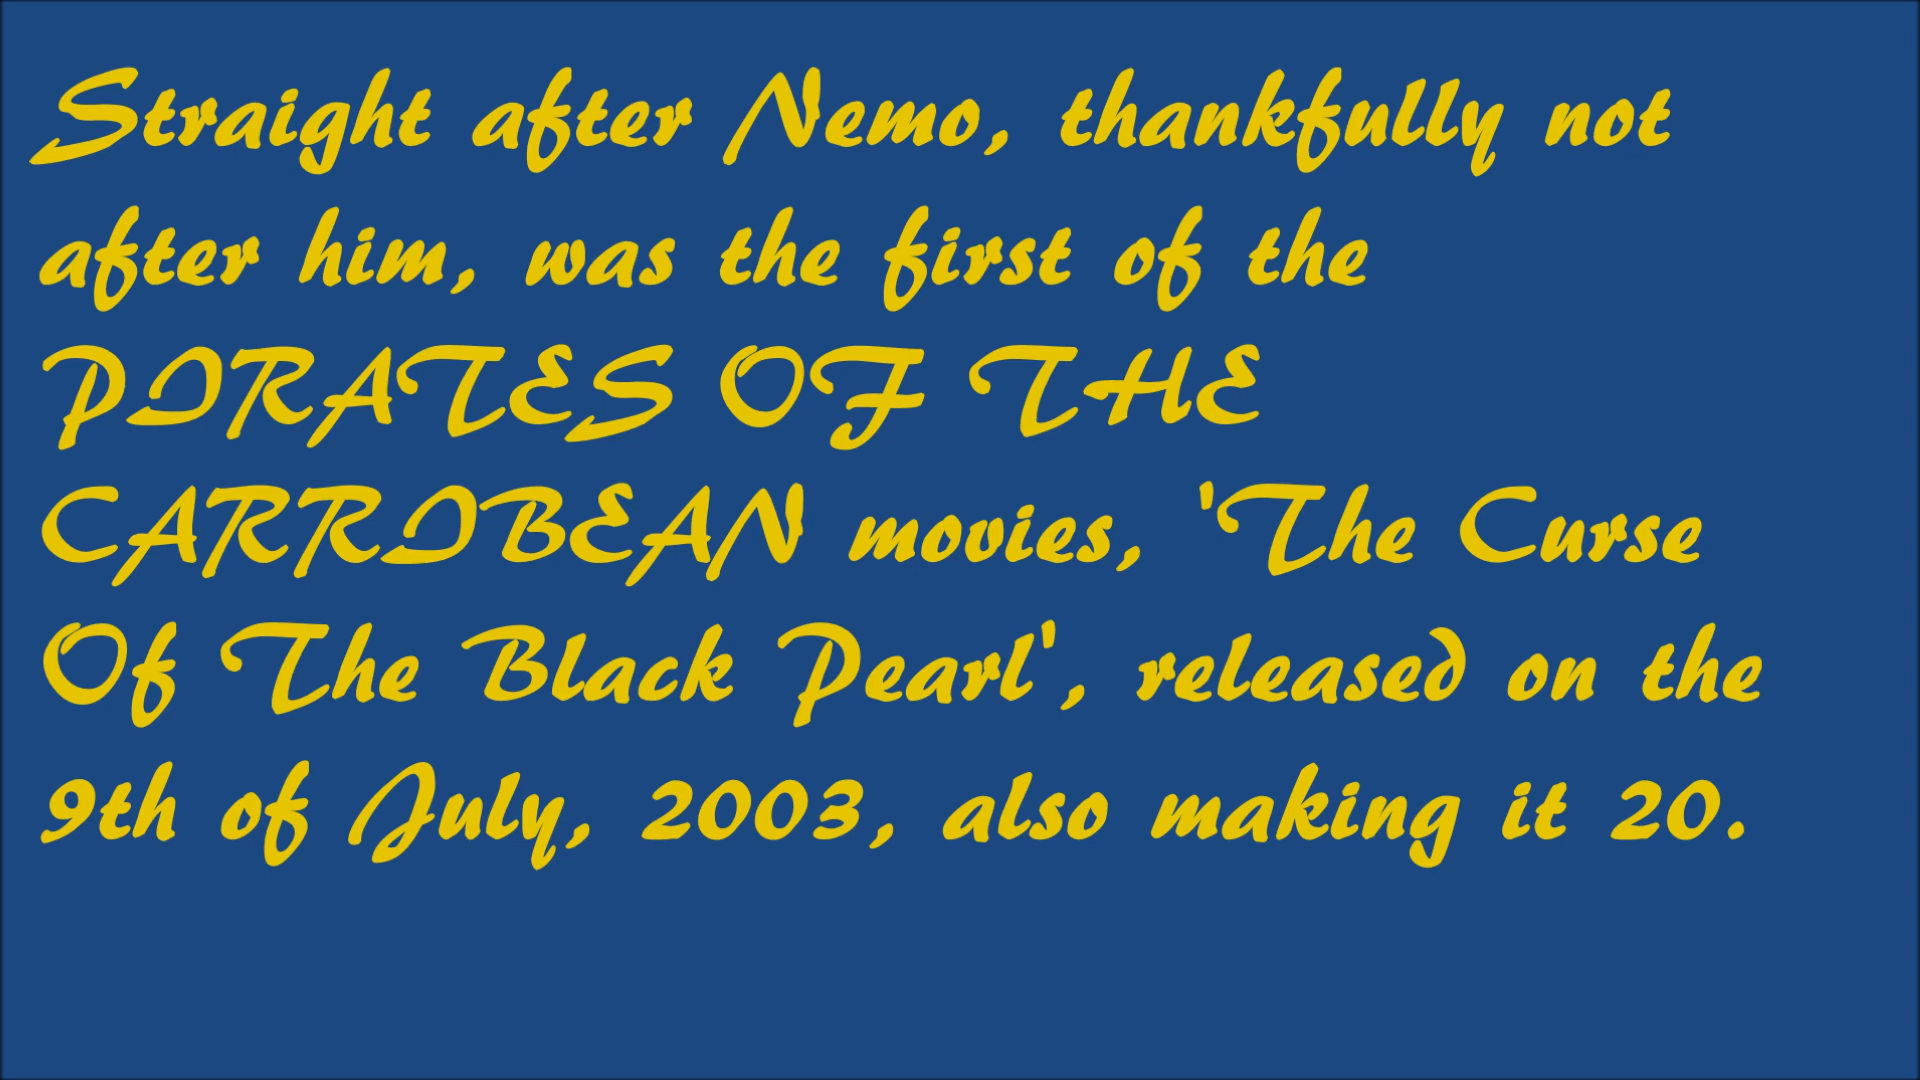 Straight after Nemo, thankfully not
after him, was the first of the
PIRATES OF THE
CARRIBEAN movies, 'The Curse
Of The Black Pearl', released on the
9th of July, 2003, also making it 20.